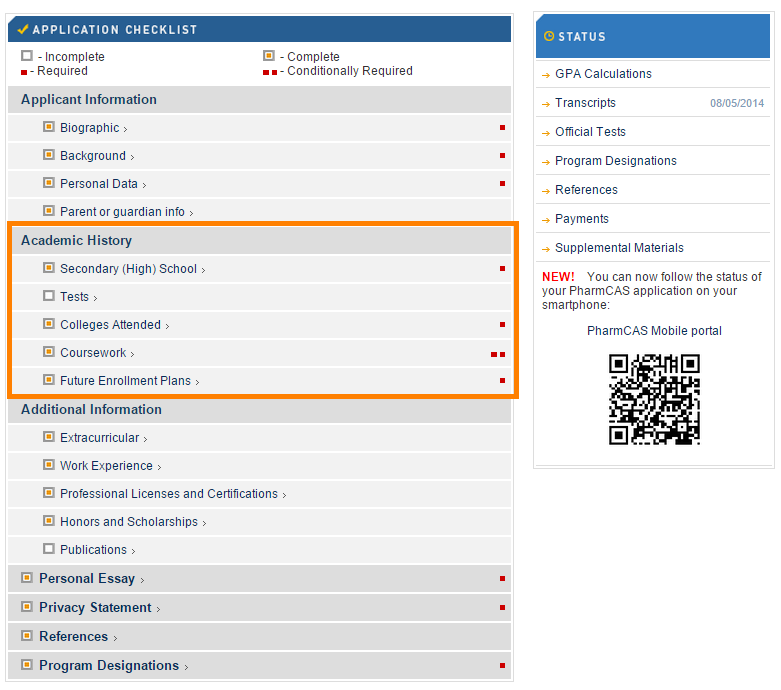 APPLICATION CHECKLIST
- Incomplete
- Complete
- Required
- Conditionally Required
Applicant Information
Biographic ›
Background ›
Personal Data ›
Parent or guardian info ›
Academic History
Secondary (High) School ›
Tests ›
Colleges Attended ›
Coursework ›
Future Enrollment Plans ›
Additional Information
Extracurricular ›
Work Experience ›
Professional Licenses and Certifications ›
Honors and Scholarships ›
Publications ›
Personal Essay ›
Privacy Statement ›
References ›
Program Designations ›
STATUS
→ GPA Calculations
→ Transcripts 08/05/2014
→ Official Tests
→ Program Designations
→ References
→ Payments
→ Supplemental Materials
NEW! You can now follow the status of
your PharmCAS application on your
smartphone:
PharmCAS Mobile portal